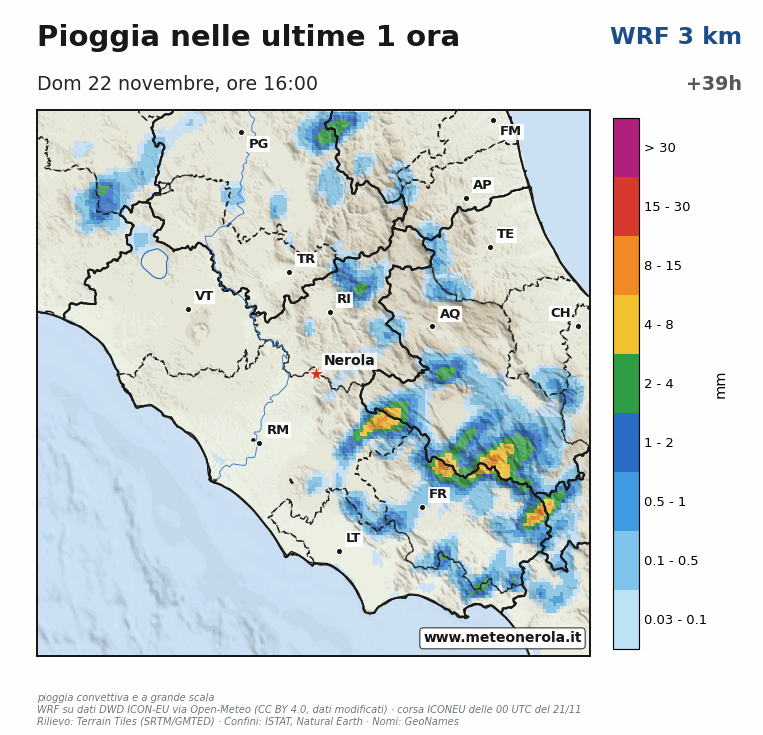 Pioggia nelle ultime 1 ora
WRF 3 km
Dom 22 novembre, ore 16:00
+39h
FM
PG
AP
TE
TR
VT
RI
AQ
CH
Nerola
RM
FR
LT
www.meteonerola.it
> 30
15 - 30
8 - 15
4 - 8
2 - 4
1 - 2
0.5 - 1
0.1 - 0.5
0.03 - 0.1
mm
pioggia convettiva e a grande scala
WRF su dati DWD ICON-EU via Open-Meteo (CC BY 4.0, dati modificati) · corsa ICONEU delle 00 UTC del 21/11
Rilievo: Terrain Tiles (SRTM/GMTED) · Confini: ISTAT, Natural Earth · Nomi: GeoNames